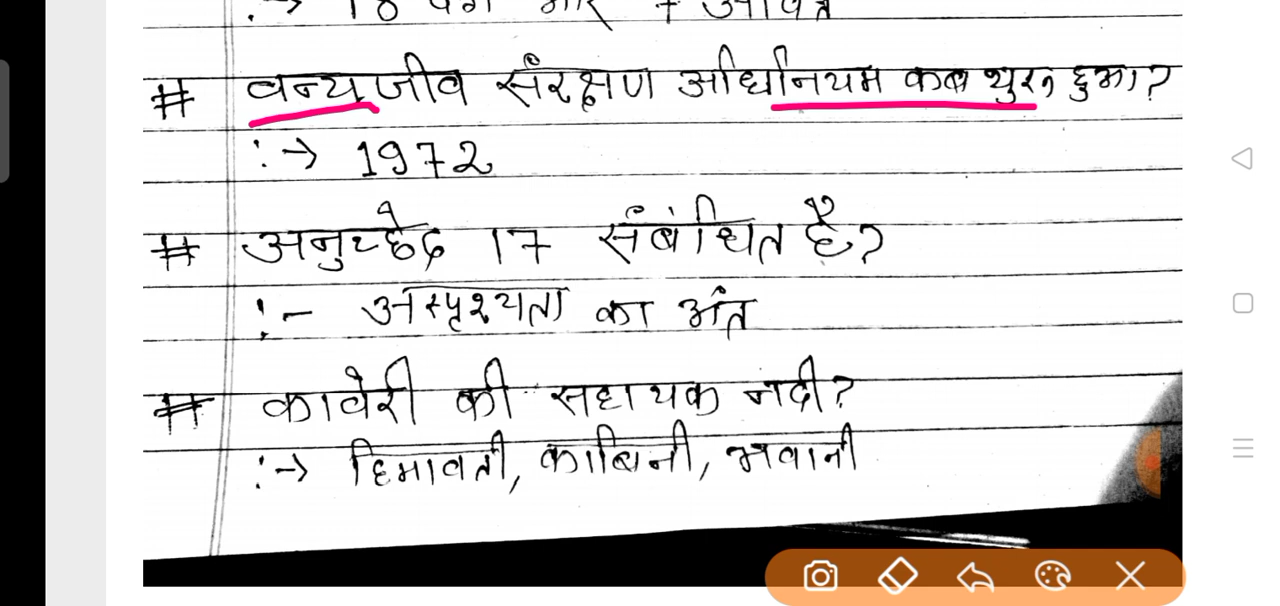 # वन्यजीव संरक्षण अधिनियम कब शुरू हुआ?
:→ 1972
# अनुच्छेद 17 संबंधित है?
:- अस्पृश्यता का अंत
# कावेरी की सहायक नदी?
:→ हिमावती, काबिनी, भवानी